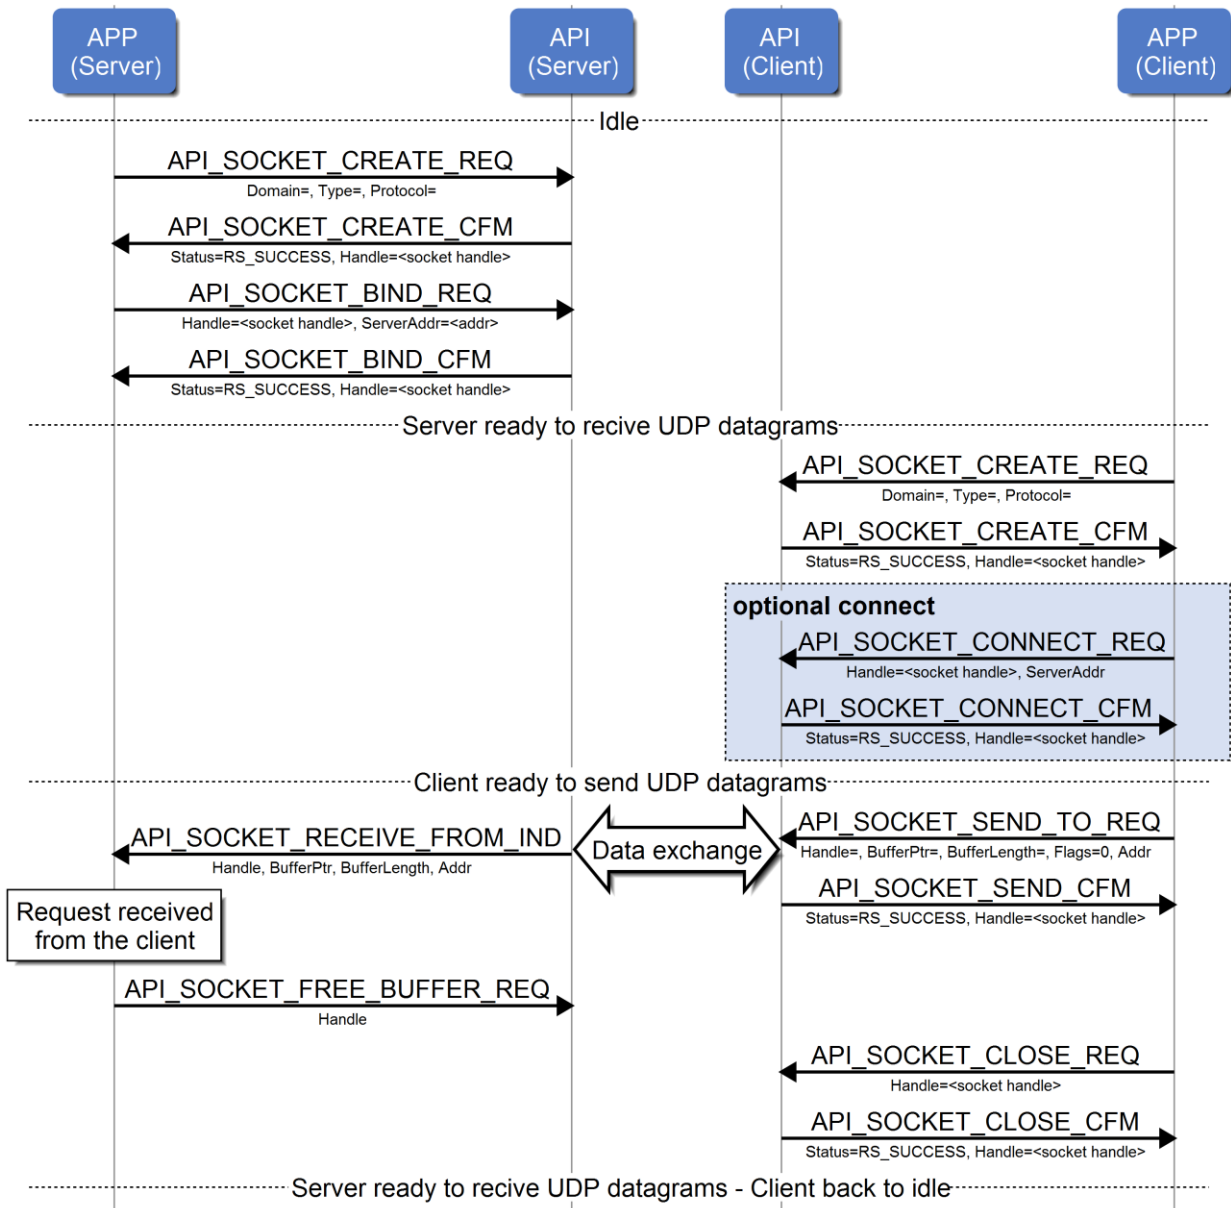 APP
(Server)
API
(Server)
API
(Client)
APP
(Client)
Idle
API_SOCKET_CREATE_REQ
Domain=, Type=, Protocol=
API_SOCKET_CREATE_CFM
Status=RS_SUCCESS, Handle=<socket handle>
API_SOCKET_BIND_REQ
Handle=<socket handle>, ServerAddr=<addr>
API_SOCKET_BIND_CFM
Status=RS_SUCCESS, Handle=<socket handle>
Server ready to recive UDP datagrams
API_SOCKET_CREATE_REQ
Domain=, Type=, Protocol=
API_SOCKET_CREATE_CFM
Status=RS_SUCCESS, Handle=<socket handle>
optional connect
API_SOCKET_CONNECT_REQ
Handle=<socket handle>, ServerAddr
API_SOCKET_CONNECT_CFM
Status=RS_SUCCESS, Handle=<socket handle>
Client ready to send UDP datagrams
API_SOCKET_RECEIVE_FROM_IND
Handle, BufferPtr, BufferLength, Addr
Data exchange
API_SOCKET_SEND_TO_REQ
Handle=, BufferPtr=, BufferLength=, Flags=0, Addr
API_SOCKET_SEND_CFM
Status=RS_SUCCESS, Handle=<socket handle>
Request received
from the client
API_SOCKET_FREE_BUFFER_REQ
Handle
API_SOCKET_CLOSE_REQ
Handle=<socket handle>
API_SOCKET_CLOSE_CFM
Status=RS_SUCCESS, Handle=<socket handle>
Server ready to recive UDP datagrams - Client back to idle